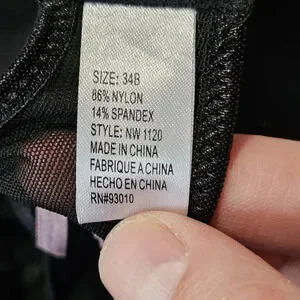 SIZE: 34B
86% NYLON
14% SPANDEX
STYLE: NW 1120
MADE IN CHINA
FABRIQUE A CHINA
HECHO EN CHINA
RN#93010